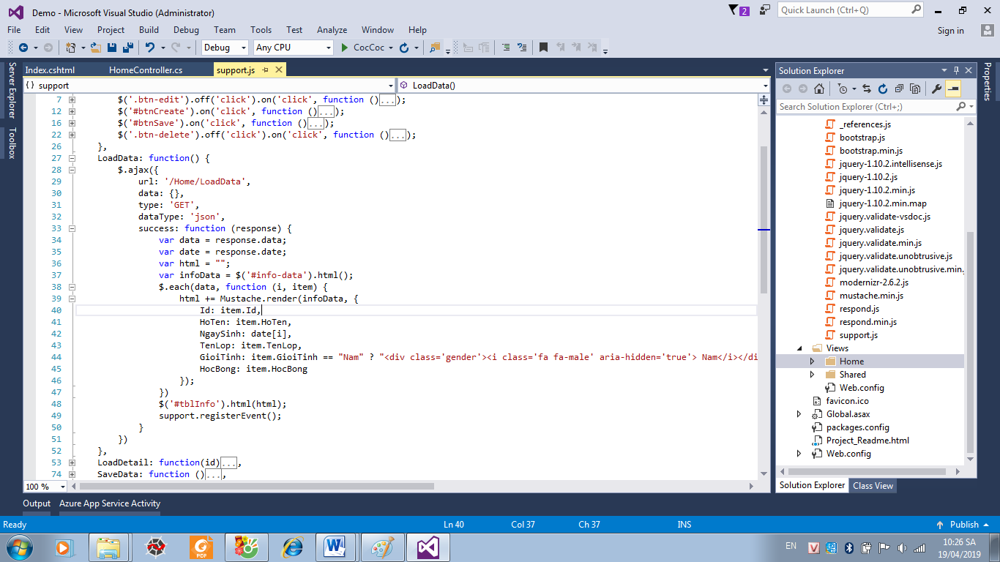 Demo - Microsoft Visual Studio (Administrator)
2
Quick Launch (Ctrl+Q)
File Edit View Project Build Debug Team Tools Test Analyze Window Help
Sign in
Debug Any CPU CocCoc
Server Explorer
Toolbox
Index.cshtml HomeController.cs support.js
{ } support LoadData()
7 $('.btn-edit').off('click').on('click', function ()...);
12 $('#btnCreate').on('click', function ()...);
16 $('#btnSave').on('click', function ()...);
22 $('.btn-delete').off('click').on('click', function ()...);
26 },
27 LoadData: function() {
28 $.ajax({
29 url: '/Home/LoadData',
30 data: {},
31 type: 'GET',
32 dataType: 'json',
33 success: function (response) {
34 var data = response.data;
35 var date = response.date;
36 var html = "";
37 var infoData = $('#info-data').html();
38 $.each(data, function (i, item) {
39 html += Mustache.render(infoData, {
40 Id: item.Id,
41 HoTen: item.HoTen,
42 NgaySinh: date[i],
43 TenLop: item.TenLop,
44 GioiTinh: item.GioiTinh == "Nam" ? "<div class='gender'><i class='fa fa-male' aria-hidden='true'> Nam</i></di
45 HocBong: item.HocBong
46 });
47 })
48 $('#tblInfo').html(html);
49 support.registerEvent();
50 }
51 })
52 },
53 LoadDetail: function(id)...,
74 SaveData: function ()...,
100 %
Solution Explorer
Search Solution Explorer (Ctrl+;)
_references.js
bootstrap.js
bootstrap.min.js
jquery-1.10.2.intellisense.js
jquery-1.10.2.js
jquery-1.10.2.min.js
jquery-1.10.2.min.map
jquery.validate-vsdoc.js
jquery.validate.js
jquery.validate.min.js
jquery.validate.unobtrusive.js
jquery.validate.unobtrusive.min.
modernizr-2.6.2.js
mustache.min.js
respond.js
respond.min.js
support.js
Views
Home
Shared
Web.config
favicon.ico
Global.asax
packages.config
Project_Readme.html
Web.config
Solution Explorer Class View
Properties
Output Azure App Service Activity
Ready Ln 40 Col 37 Ch 37 INS Publish
PDF
EN
10:26 SA
19/04/2019